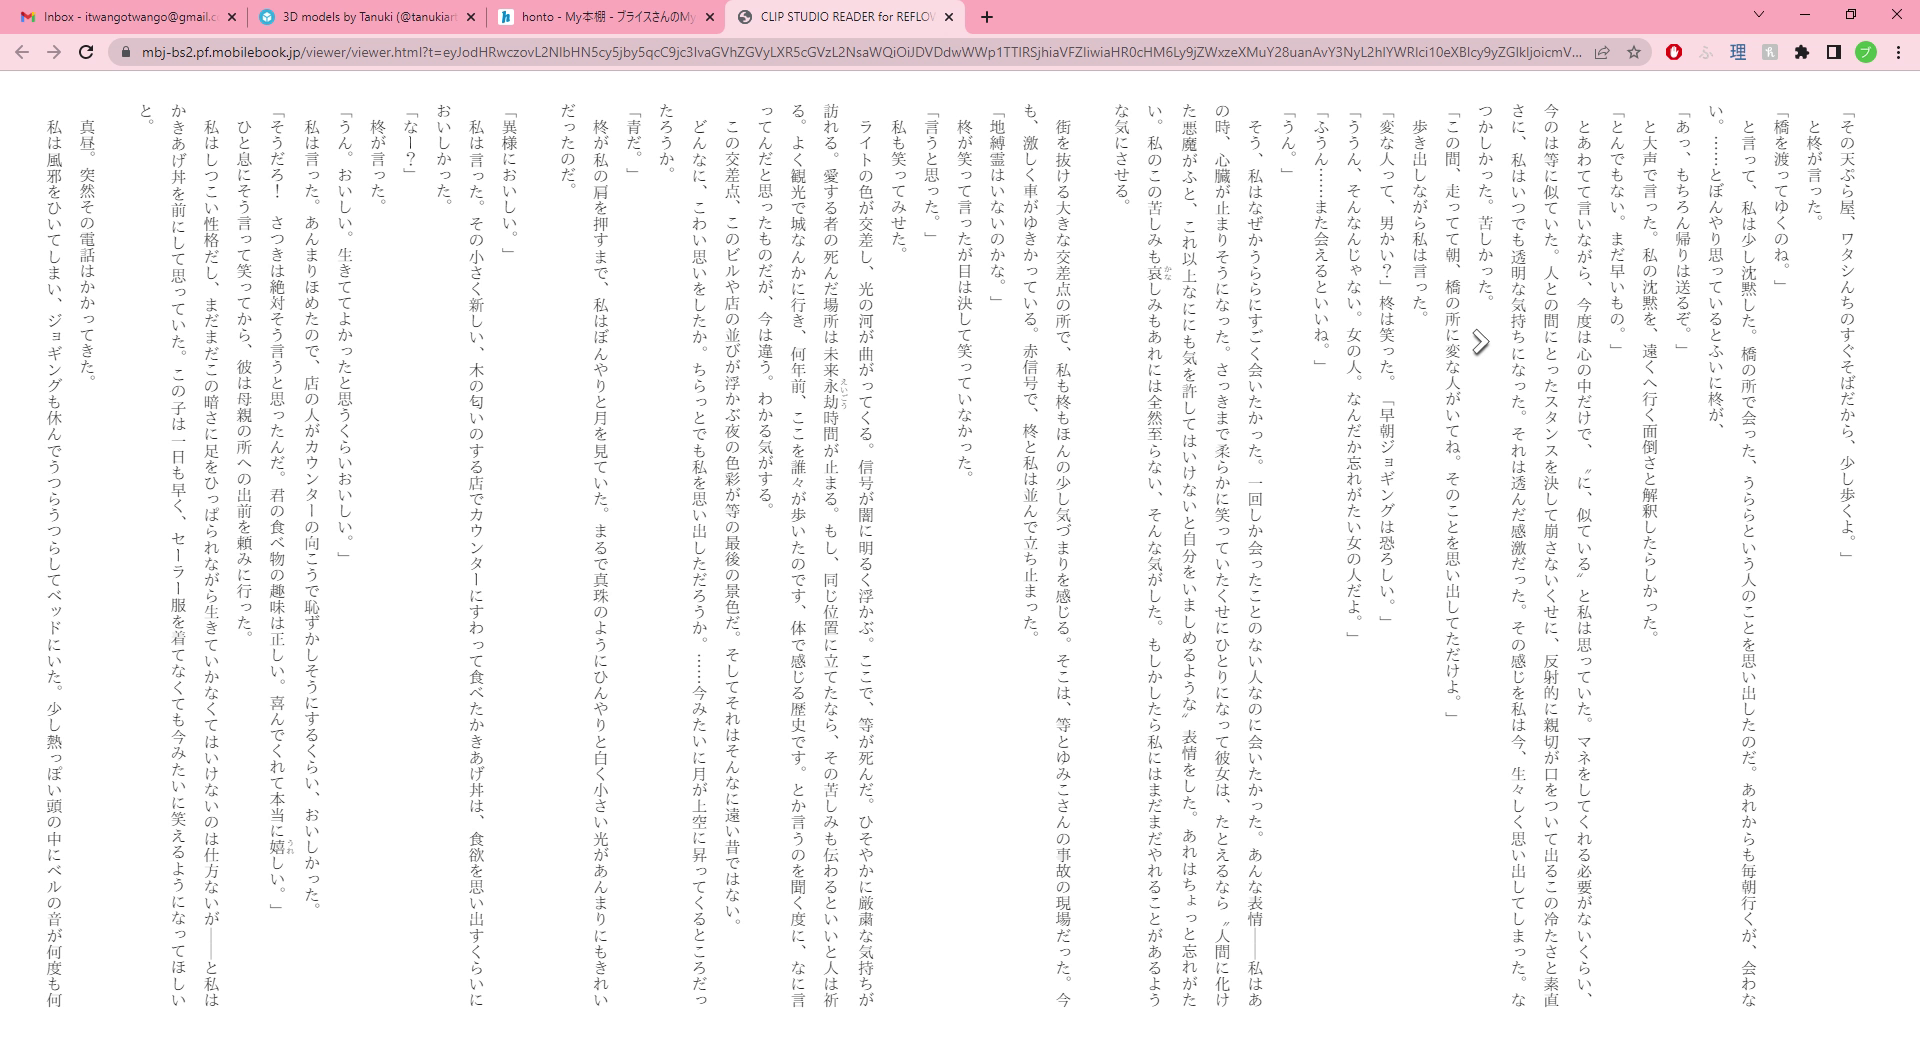 Inbox - itwangotwango@gmail.c
3D models by Tanuki (@tanukiart
honto - My本棚 - ブライスさんのMy
CLIP STUDIO READER for REFLOW
mbj-bs2.pf.mobilebook.jp/viewer/viewer.html?t=
「その天ぷら屋、ワタシんちのすぐそばだから、少し歩くよ。」
と柊が言った。
「橋を渡ってゆくのね。」
と言って、私は少し沈黙した。橋の所で会った、うららという人のことを思い出したのだ。あれからも毎朝行くが、会わな
い。……とぼんやり思っているとふいに柊が、
「あっ、もちろん帰りは送るぞ。」
と大声で言った。私の沈黙を、遠くへ行く面倒さと解釈したらしかった。
「とんでもない。まだ早いもの。」
とあわてて言いながら、今度は心の中だけで、〝に、似ている〟と私は思っていた。マネをしてくれる必要がないくらい、
今のは等に似ていた。人との間にとったスタンスを決して崩さないくせに、反射的に親切が口をついて出るこの冷たさと素直
さに、私はいつでも透明な気持ちになった。それは透んだ感激だった。その感じを私は今、生々しく思い出してしまった。な
つかしかった。苦しかった。
「この間、走ってて朝、橋の所に変な人がいてね。そのことを思い出してただけよ。」
歩き出しながら私は言った。
「変な人って、男かい？」柊は笑った。「早朝ジョギングは恐ろしい。」
「ううん、そんなんじゃない。女の人。なんだか忘れがたい女の人だよ。」
「ふうん……また会えるといいね。」
「うん。」
そう、私はなぜかうららにすごく会いたかった。一回しか会ったことのない人なのに会いたかった。あんな表情――私はあ
の時、心臓が止まりそうになった。さっきまで柔らかに笑っていたくせにひとりになって彼女は、たとえるなら〝人間に化け
た悪魔がふと、これ以上なににも気を許してはいけないと自分をいましめるような〟表情をした。あれはちょっと忘れがた
い。私のこの苦しみも哀かなしみもあれには全然至らない、そんな気がした。もしかしたら私にはまだまだやれることがあるよう
な気にさせる。
街を抜ける大きな交差点の所で、私も柊もほんの少し気づまりを感じる。そこは、等とゆみこさんの事故の現場だった。今
も、激しく車がゆきかっている。赤信号で、柊と私は並んで立ち止まった。
「地縛霊はいないのかな。」
柊が笑って言ったが目は決して笑っていなかった。
「言うと思った。」
私も笑ってみせた。
ライトの色が交差し、光の河が曲がってくる。信号が闇に明るく浮かぶ。ここで、等が死んだ。ひそやかに厳粛な気持ちが
訪れる。愛する者の死んだ場所は未来永劫えいごう時間が止まる。もし、同じ位置に立てたなら、その苦しみも伝わるといいと人は祈
る。よく観光で城なんかに行き、何年前、ここを誰々が歩いたのです、体で感じる歴史です。とか言うのを聞く度に、なに言
ってんだと思ったものだが、今は違う。わかる気がする。
この交差点、このビルや店の並びが浮かぶ夜の色彩が等の最後の景色だ。そしてそれはそんなに遠い昔ではない。
どんなに、こわい思いをしたか。ちらっとでも私を思い出しただろうか。……今みたいに月が上空に昇ってくるところだっ
たろうか。
「青だ。」
柊が私の肩を押すまで、私はぼんやりと月を見ていた。まるで真珠のようにひんやりと白く小さい光があんまりにもきれい
だったのだ。
「異様においしい。」
私は言った。その小さく新しい、木の匂いのする店でカウンターにすわって食べたかきあげ丼は、食欲を思い出すくらいに
おいしかった。
「なー？」
柊が言った。
「うん。おいしい。生きててよかったと思うくらいおいしい。」
私は言った。あんまりほめたので、店の人がカウンターの向こうで恥ずかしそうにするくらい、おいしかった。
「そうだろ！　さつきは絶対そう言うと思ったんだ。君の食べ物の趣味は正しい。喜んでくれて本当に嬉うれしい。」
ひと息にそう言って笑ってから、彼は母親の所への出前を頼みに行った。
私はしつこい性格だし、まだまだこの暗さに足をひっぱられながら生きていかなくてはいけないのは仕方ないが――と私は
かきあげ丼を前にして思っていた。この子は一日も早く、セーラー服を着てなくても今みたいに笑えるようになってほしい
と。
真昼。突然その電話はかかってきた。
私は風邪をひいてしまい、ジョギングも休んでうつらうつらしてベッドにいた。少し熱っぽい頭の中にベルの音が何度も何